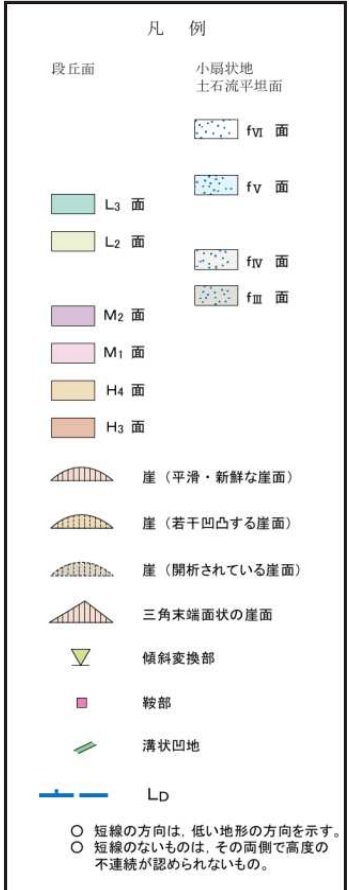 凡 例
段丘面
小扇状地
土石流平坦面
fⅥ 面
fⅤ 面
L₃ 面
L₂ 面
fⅣ 面
fⅢ 面
M₂ 面
M₁ 面
H₄ 面
H₃ 面
崖（平滑・新鮮な崖面）
崖（若干凹凸する崖面）
崖（開析されている崖面）
三角末端面状の崖面
傾斜変換部
鞍部
溝状凹地
LD
○ 短線の方向は，低い地形の方向を示す。
○ 短線のないものは，その両側で高度の
不連続が認められないもの。